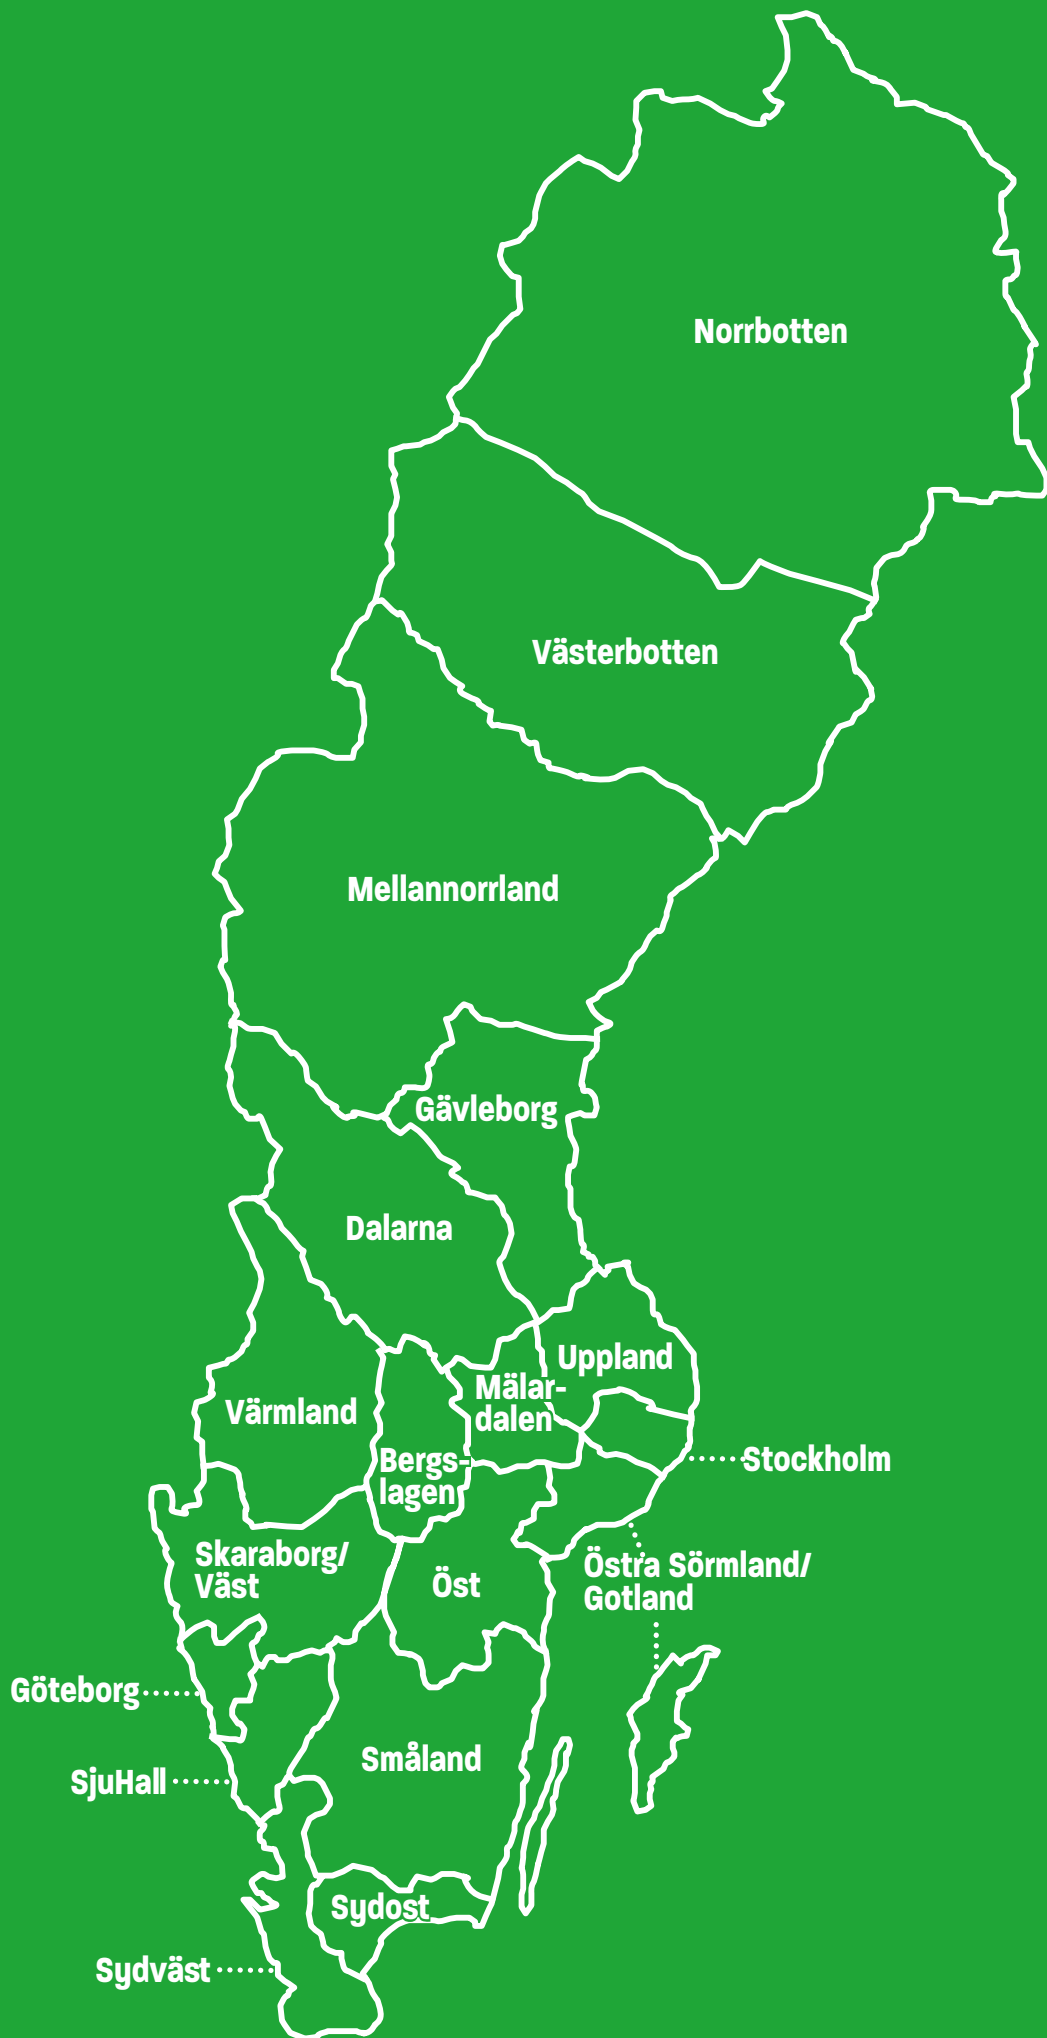 Norrbotten
Västerbotten
Mellannorrland
Gävleborg
Dalarna
Uppland
Mälar-
dalen
Värmland
Bergs-
lagen
Stockholm
Skaraborg/
Väst
Öst
Östra Sörmland/
Gotland
Göteborg
Småland
SjuHall
Sydost
Sydväst